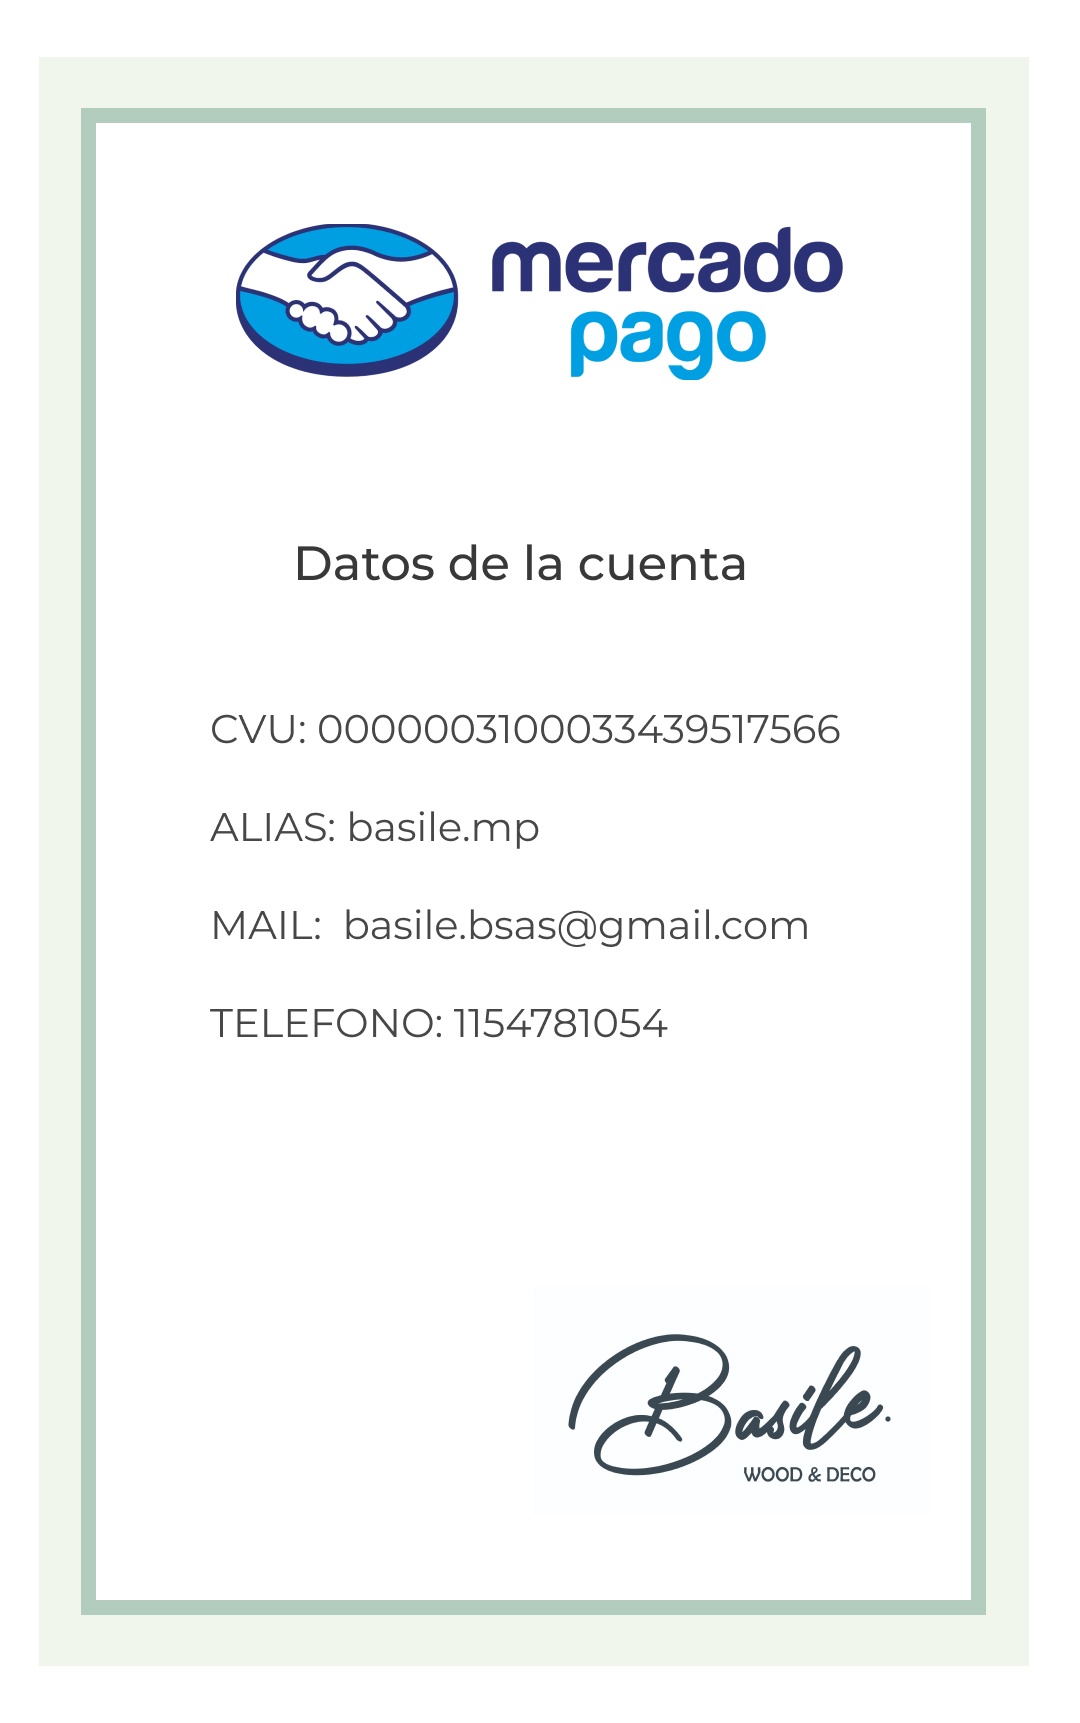 mercado
pago
Datos de la cuenta
CVU: 0000003100033439517566
ALIAS: basile.mp
MAIL:  basile.bsas@gmail.com
TELEFONO: 1154781054
Basile.
WOOD & DECO